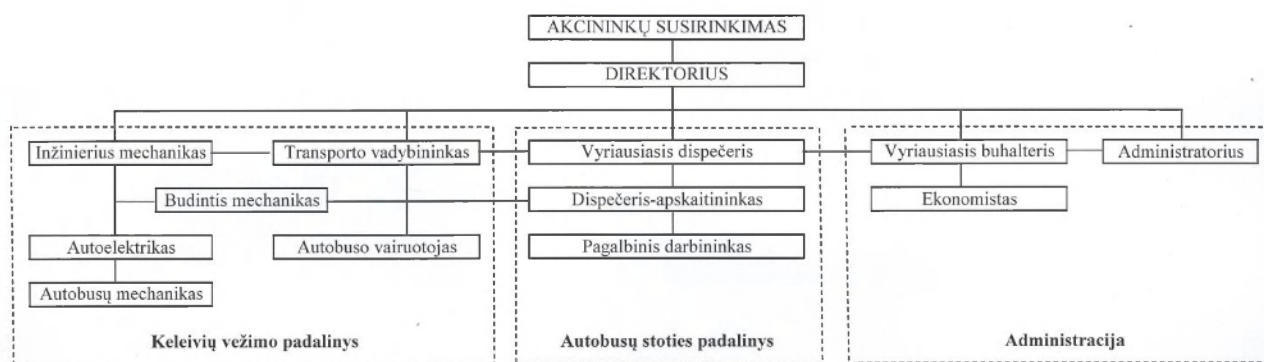 AKCININKŲ SUSIRINKIMAS
DIREKTORIUS
Inžinierius mechanikas
Transporto vadybininkas
Vyriausiasis dispečeris
Vyriausiasis buhalteris
Administratorius
Budintis mechanikas
Dispečeris-apskaitininkas
Ekonomistas
Autoelektrikas
Autobuso vairuotojas
Pagalbinis darbininkas
Autobusų mechanikas
Keleivių vežimo padalinys
Autobusų stoties padalinys
Administracija